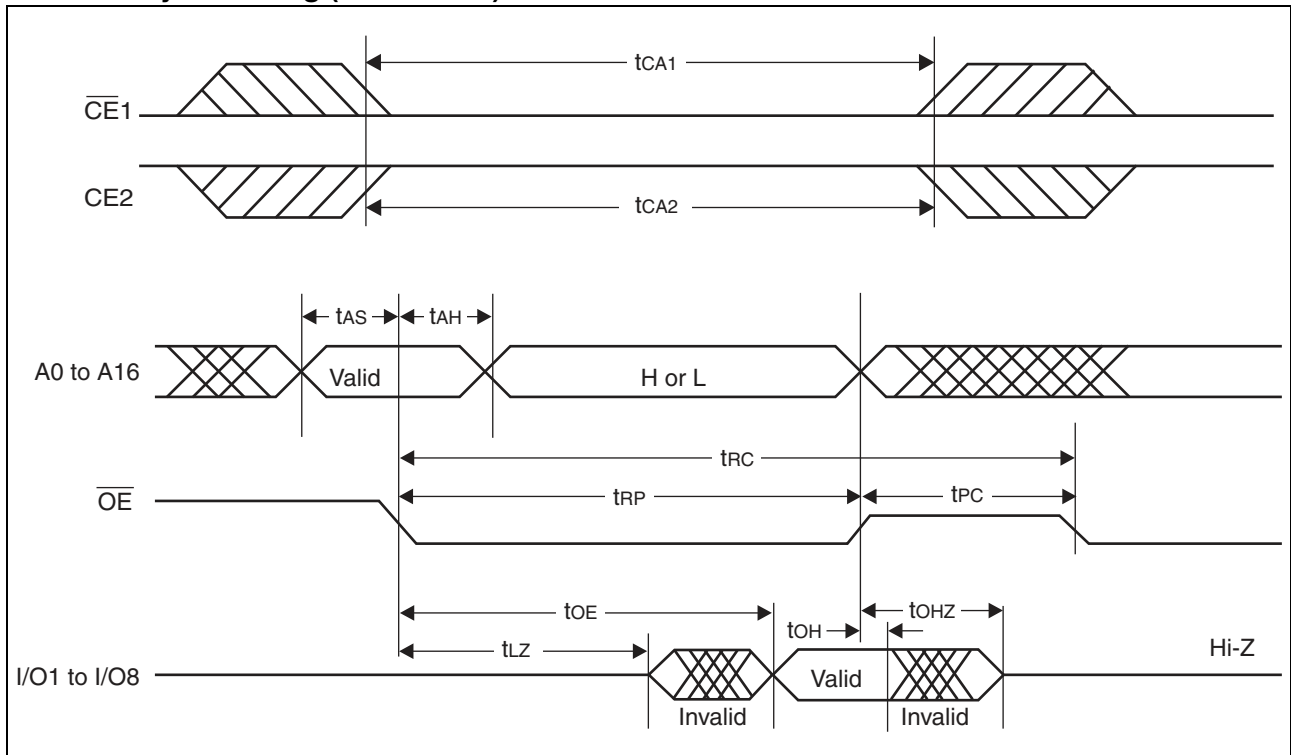 tCA1
CE1
CE2
tCA2
tAS
tAH
A0 to A16
Valid
H or L
tRC
OE
tRP
tPC
tOE
tOHZ
tOH
tLZ
Hi-Z
I/O1 to I/O8
Valid
Invalid
Invalid